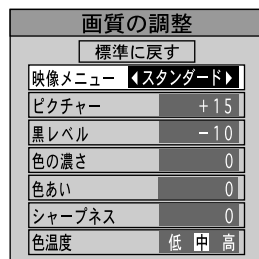 画質の調整
標準に戻す
映像メニュー ◀スタンダード▶
ピクチャー +15
黒レベル −10
色の濃さ 0
色あい 0
シャープネス 0
色温度 低 中 高